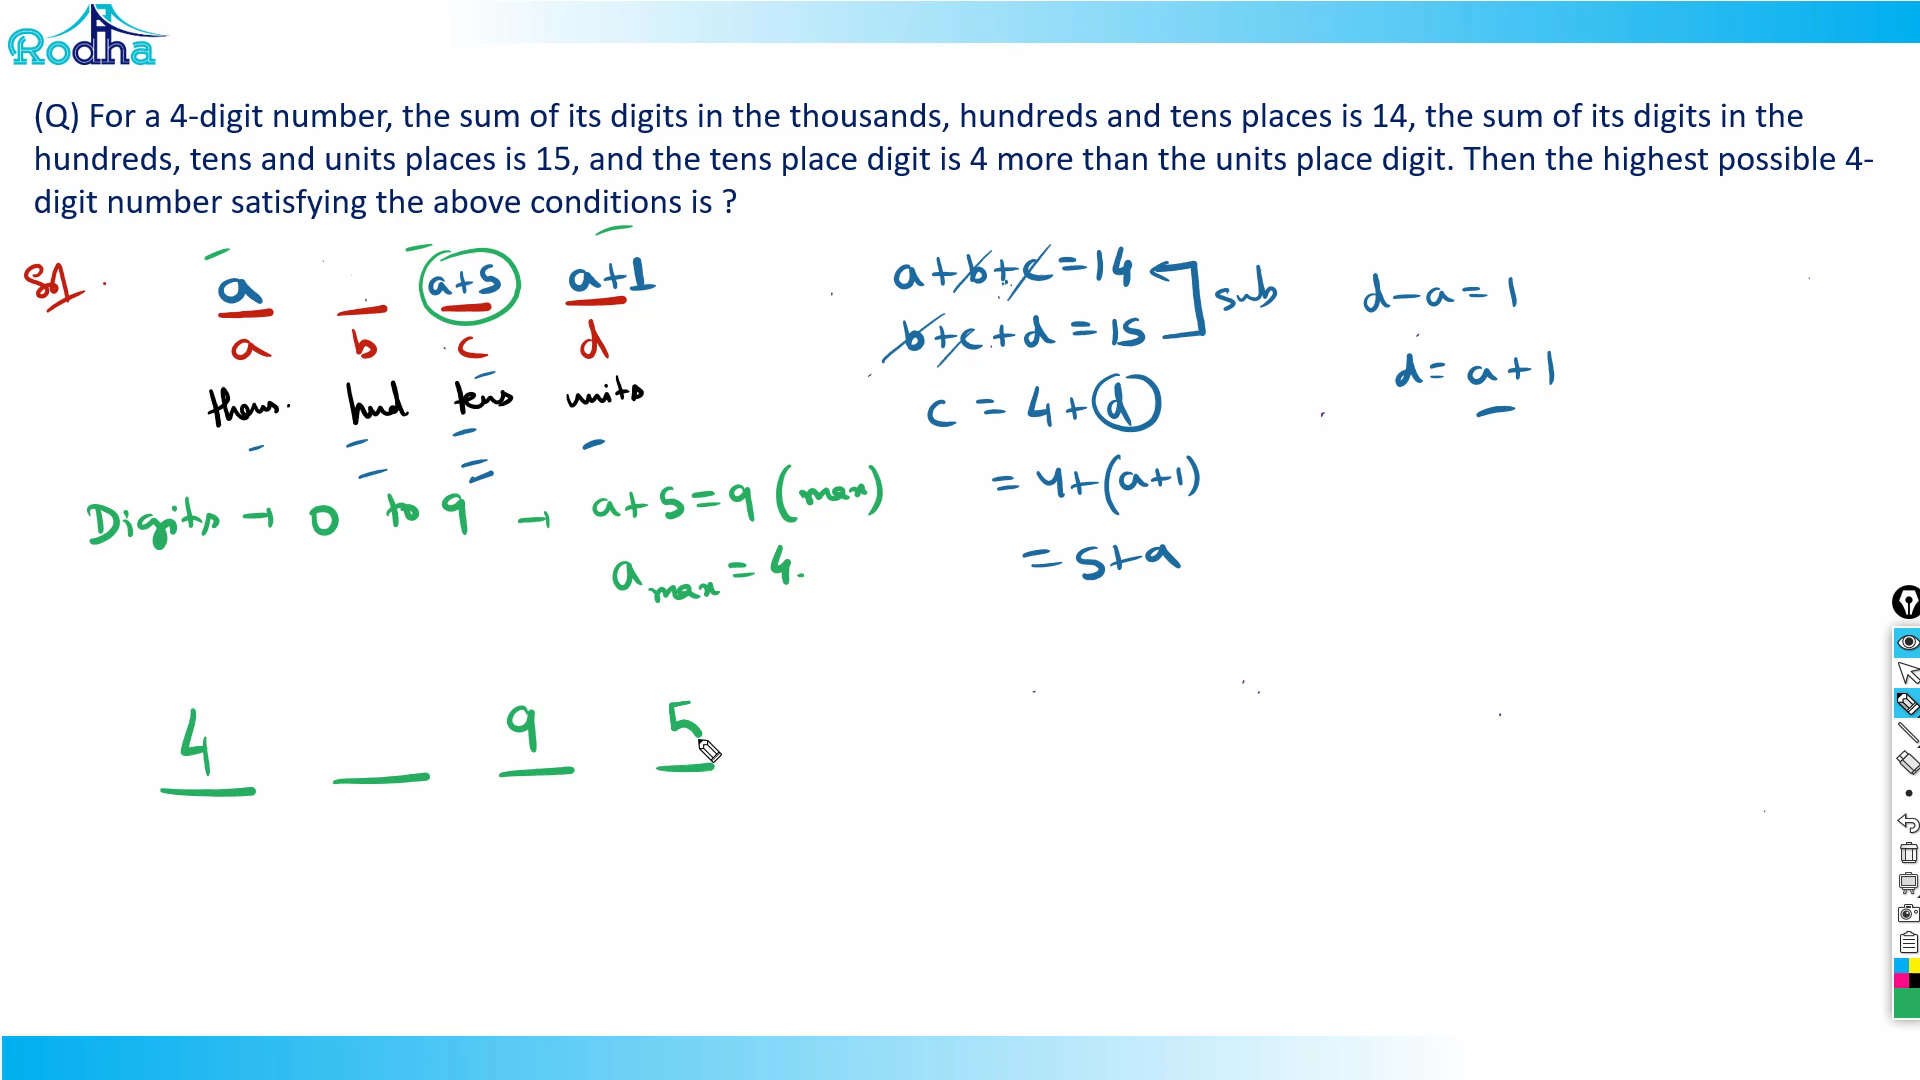 Rodha
(Q) For a 4-digit number, the sum of its digits in the thousands, hundreds and tens places is 14, the sum of its digits in the
hundreds, tens and units places is 15, and the tens place digit is 4 more than the units place digit. Then the highest possible 4-
digit number satisfying the above conditions is ?
Sol
a a+5 a+1
a b c d
thous. hud tens units
Digits → 0 to 9 → a+5=9 (max)
a max = 4.
a+b+c=14
b+c+d=15
sub
c = 4+d
= 4+(a+1)
= 5+a
d-a=1
d=a+1
4 9 5